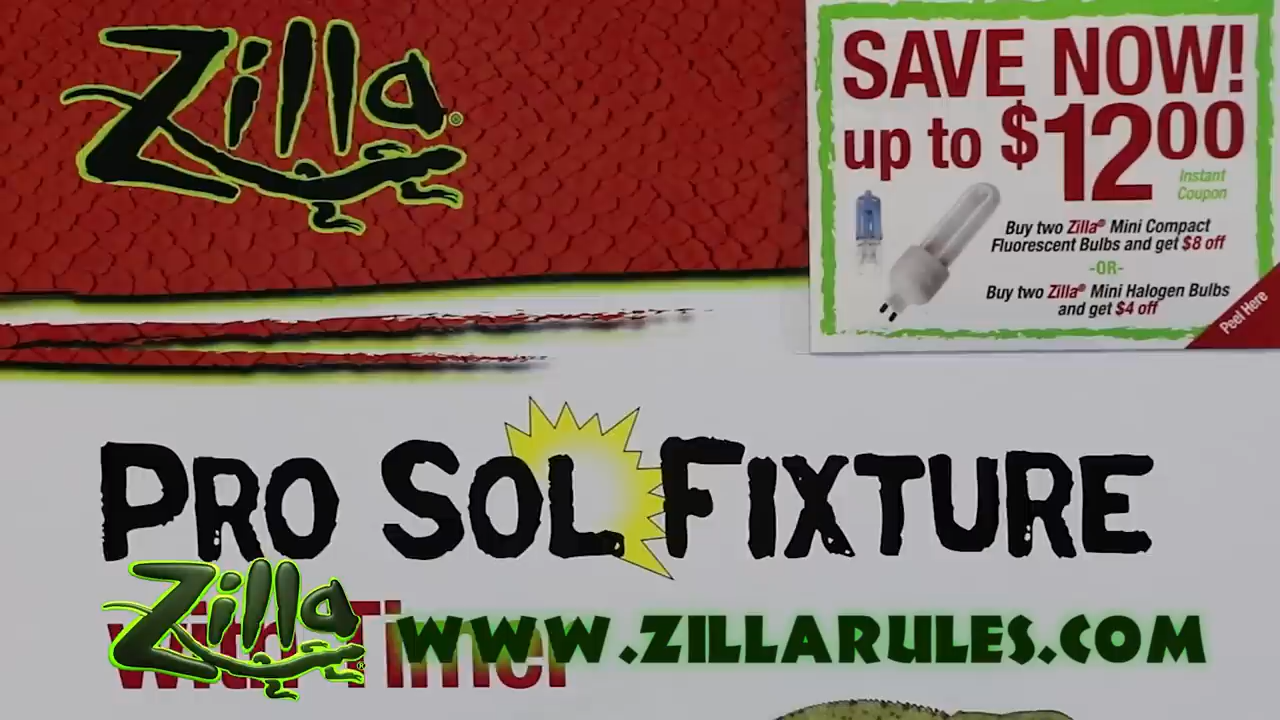 Zilla®
SAVE NOW!
up to $12.00
Instant
Coupon
Buy two Zilla® Mini Compact
Fluorescent Bulbs and get $8 off
-OR-
Buy two Zilla® Mini Halogen Bulbs
and get $4 off
Peel Here
PRO SOL FIXTURE
with Timer
Zilla®
WWW.ZILLARULES.COM